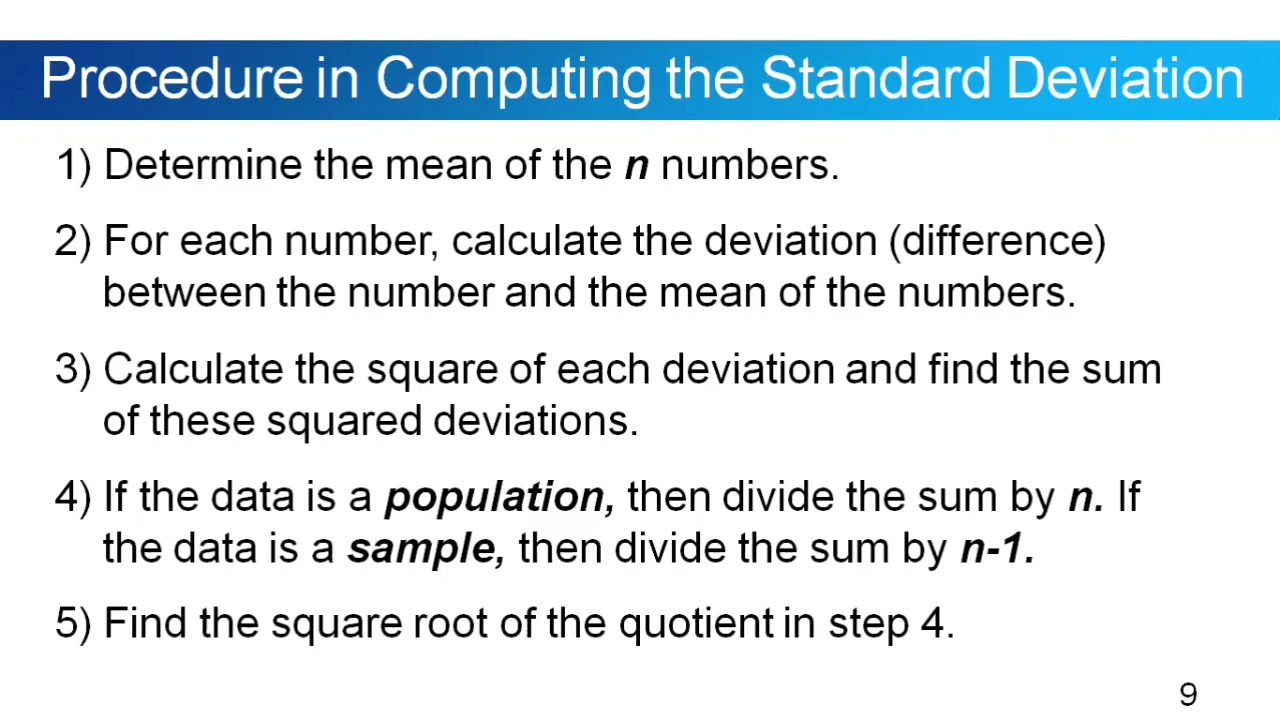 Procedure in Computing the Standard Deviation
1) Determine the mean of the n numbers.
2) For each number, calculate the deviation (difference)
between the number and the mean of the numbers.
3) Calculate the square of each deviation and find the sum
of these squared deviations.
4) If the data is a population, then divide the sum by n. If
the data is a sample, then divide the sum by n-1.
5) Find the square root of the quotient in step 4.
9